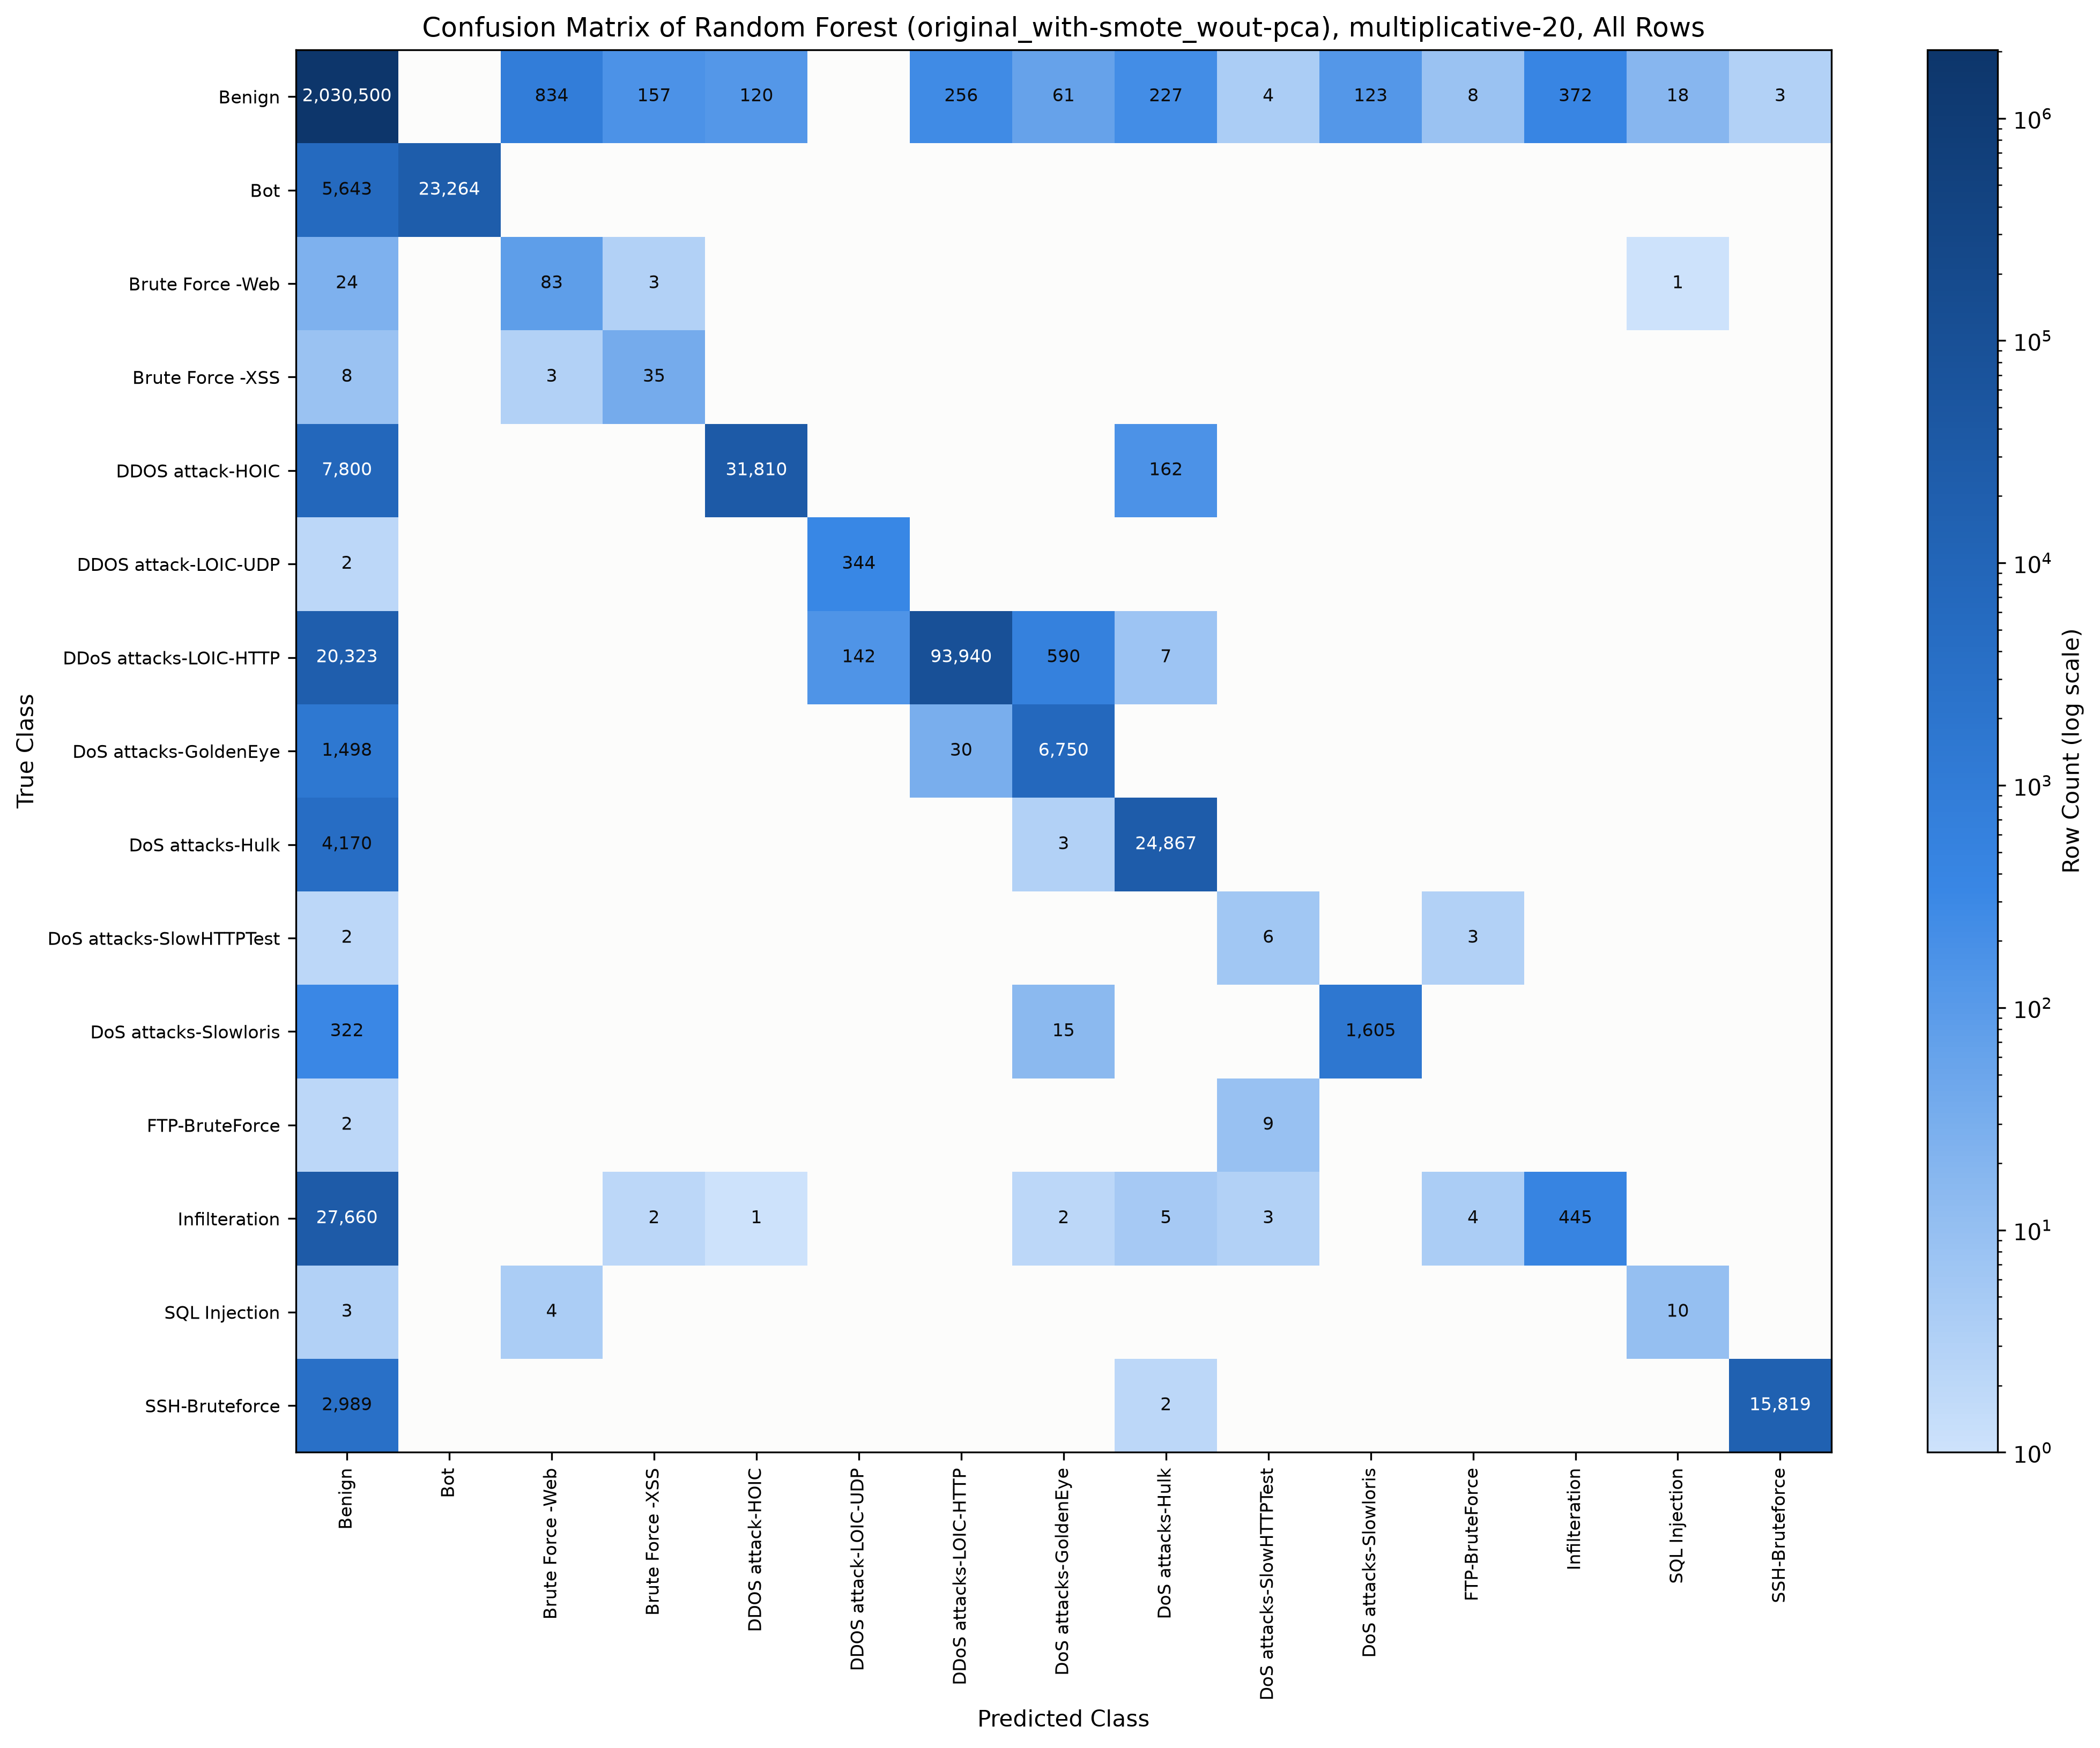 Confusion Matrix of Random Forest (original_with-smote_wout-pca), multiplicative-20, All Rows
True Class
Benign 2,030,500 834 157 120 256 61 227 4 123 8 372 18 3
Bot 5,643 23,264
Brute Force -Web 24 83 3 1
Brute Force -XSS 8 3 35
DDOS attack-HOIC 7,800 31,810 162
DDOS attack-LOIC-UDP 2 344
DDoS attacks-LOIC-HTTP 20,323 142 93,940 590 7
DoS attacks-GoldenEye 1,498 30 6,750
DoS attacks-Hulk 4,170 3 24,867
DoS attacks-SlowHTTPTest 2 6 3
DoS attacks-Slowloris 322 15 1,605
FTP-BruteForce 2 9
Infilteration 27,660 2 1 2 5 3 4 445
SQL Injection 3 4 10
SSH-Bruteforce 2,989 2 15,819
Benign
Bot
Brute Force -Web
Brute Force -XSS
DDOS attack-HOIC
DDOS attack-LOIC-UDP
DDoS attacks-LOIC-HTTP
DoS attacks-GoldenEye
DoS attacks-Hulk
DoS attacks-SlowHTTPTest
DoS attacks-Slowloris
FTP-BruteForce
Infilteration
SQL Injection
SSH-Bruteforce
Predicted Class
10⁶
10⁵
10⁴
10³
10²
10¹
10⁰
Row Count (log scale)